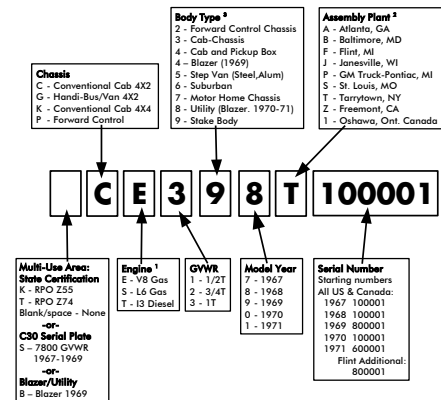 Body Type ³
2 - Forward Control Chassis
3 - Cab-Chassis
4 - Cab and Pickup Box
4 – Blazer (1969)
5 - Step Van (Steel,Alum)
6 - Suburban
7 - Motor Home Chassis
8 - Utility (Blazer. 1970-71)
9 - Stake Body
Assembly Plant ²
A - Atlanta, GA
B - Baltimore, MD
F - Flint, MI
J - Janesville, WI
P - GM Truck-Pontiac, MI
S - St. Louis, MO
T - Tarrytown, NY
Z - Freemont, CA
1 - Oshawa, Ont. Canada
Chassis
C - Conventional Cab 4X2
G - Handi-Bus/Van 4X2
K - Conventional Cab 4X4
P - Forward Control
C E 3 9 8 T 100001
Multi-Use Area:
State Certification
K - RPO Z55
T - RPO Z74
Blank/space - None
-or-
C30 Serial Plate
S – 7800 GVWR
1967-1969
-or-
Blazer/Utility
B – Blazer 1969
Engine ¹
E - V8 Gas
S - L6 Gas
T - I3 Diesel
GVWR
1 - 1/2T
2 - 3/4T
3 - 1T
Model Year
7 - 1967
8 - 1968
9 - 1969
0 - 1970
1 - 1971
Serial Number
Starting numbers
All US & Canada:
1967 100001
1968 100001
1969 800001
1970 100001
1971 600001
Flint Additional:
800001